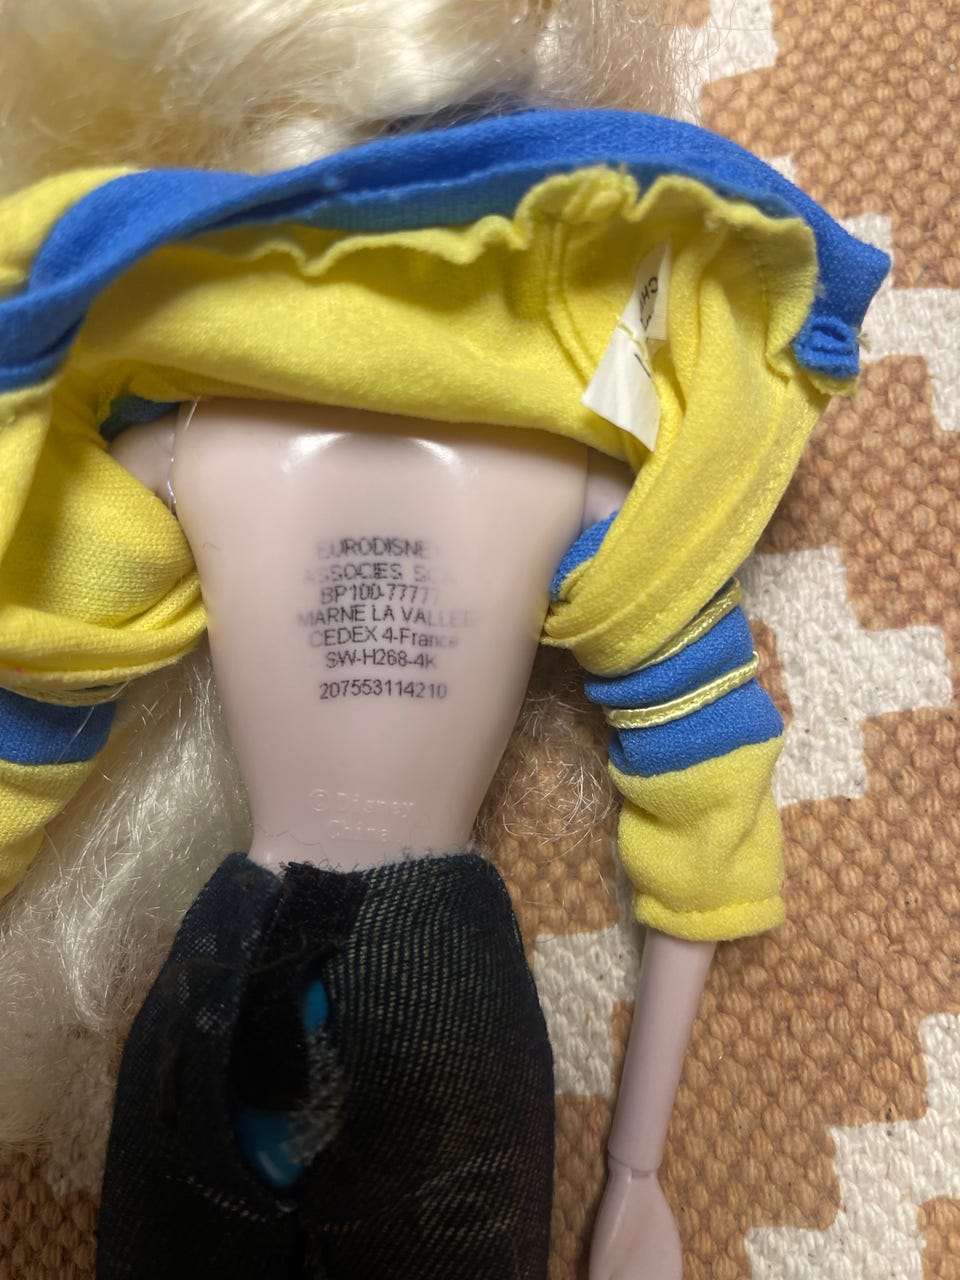 EURODISNEY
ASSOCIES SCA
BP100-77777
MARNE LA VALLEE
CEDEX 4-France
SW-H268-4K
207553114210
©Disney
China